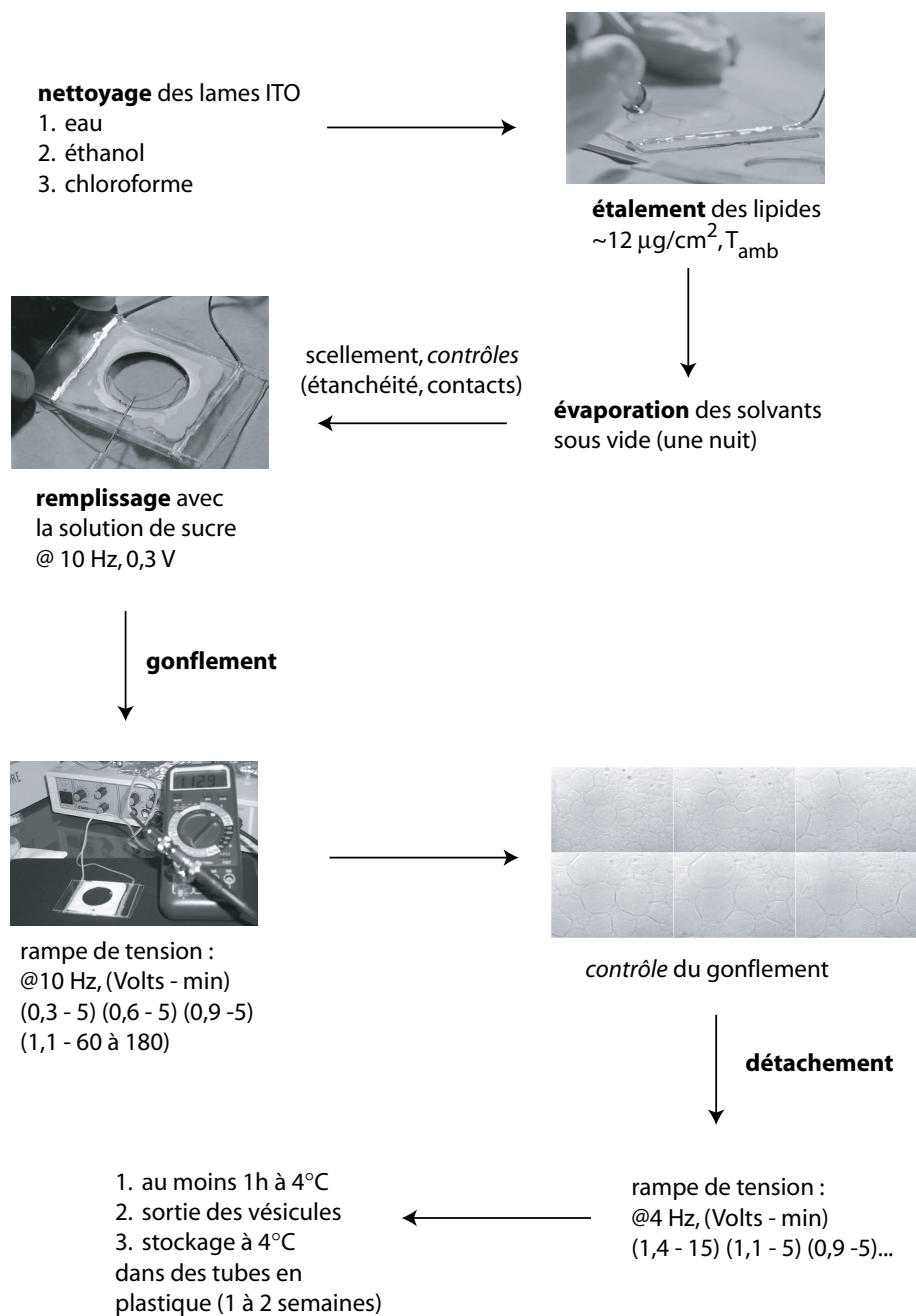 nettoyage des lames ITO
1. eau
2. éthanol
3. chloroforme
étalement des lipides
~12 μg/cm², T_amb
évaporation des solvants
sous vide (une nuit)
scellement, contrôles
(étanchéité, contacts)
remplissage avec
la solution de sucre
@ 10 Hz, 0,3 V
gonflement
1129
rampe de tension :
@10 Hz, (Volts - min)
(0,3 - 5) (0,6 - 5) (0,9 -5)
(1,1 - 60 à 180)
contrôle du gonflement
détachement
rampe de tension :
@4 Hz, (Volts - min)
(1,4 - 15) (1,1 - 5) (0,9 -5)...
1. au moins 1h à 4°C
2. sortie des vésicules
3. stockage à 4°C
dans des tubes en
plastique (1 à 2 semaines)